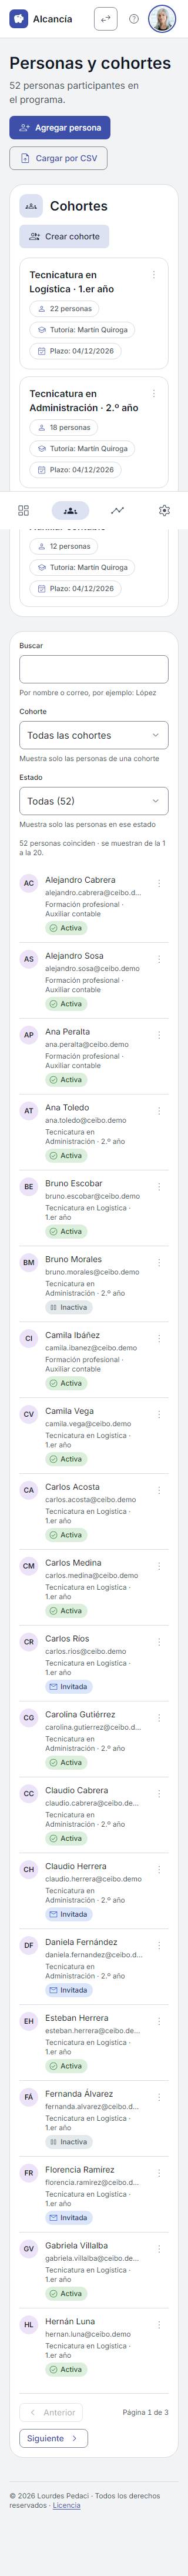 Alcancía
Personas y cohortes
52 personas participantes en
el programa.
Agregar persona
Cargar por CSV
Cohortes
Crear cohorte
Tecnicatura en
Logística · 1.er año
22 personas
Tutoría: Martín Quiroga
Plazo: 04/12/2026
Tecnicatura en
Administración · 2.º año
18 personas
Tutoría: Martín Quiroga
Plazo: 04/12/2026
12 personas
Tutoría: Martín Quiroga
Plazo: 04/12/2026
Buscar
Por nombre o correo, por ejemplo: López
Cohorte
Todas las cohortes
Muestra solo las personas de una cohorte
Estado
Todas (52)
Muestra solo las personas en ese estado
52 personas coinciden · se muestran de la 1
a la 20.
AC
Alejandro Cabrera
alejandro.cabrera@ceibo.d...
Formación profesional ·
Auxiliar contable
Activa
AS
Alejandro Sosa
alejandro.sosa@ceibo.demo
Formación profesional ·
Auxiliar contable
Activa
AP
Ana Peralta
ana.peralta@ceibo.demo
Formación profesional ·
Auxiliar contable
Activa
AT
Ana Toledo
ana.toledo@ceibo.demo
Tecnicatura en
Administración · 2.º año
Activa
BE
Bruno Escobar
bruno.escobar@ceibo.demo
Tecnicatura en Logística ·
1.er año
Activa
BM
Bruno Morales
bruno.morales@ceibo.demo
Tecnicatura en
Administración · 2.º año
Inactiva
CI
Camila Ibáñez
camila.ibanez@ceibo.demo
Formación profesional ·
Auxiliar contable
Activa
CV
Camila Vega
camila.vega@ceibo.demo
Tecnicatura en Logística ·
1.er año
Activa
CA
Carlos Acosta
carlos.acosta@ceibo.demo
Tecnicatura en Logística ·
1.er año
Activa
CM
Carlos Medina
carlos.medina@ceibo.demo
Tecnicatura en Logística ·
1.er año
Activa
CR
Carlos Ríos
carlos.rios@ceibo.demo
Tecnicatura en Logística ·
1.er año
Invitada
CG
Carolina Gutiérrez
carolina.gutierrez@ceibo.d...
Tecnicatura en
Administración · 2.º año
Activa
CC
Claudio Cabrera
claudio.cabrera@ceibo.de...
Tecnicatura en
Administración · 2.º año
Activa
CH
Claudio Herrera
claudio.herrera@ceibo.demo
Tecnicatura en
Administración · 2.º año
Invitada
DF
Daniela Fernández
daniela.fernandez@ceibo.d...
Tecnicatura en
Administración · 2.º año
Invitada
EH
Esteban Herrera
esteban.herrera@ceibo.de...
Tecnicatura en Logística ·
1.er año
Activa
FÁ
Fernanda Álvarez
fernanda.alvarez@ceibo.d...
Tecnicatura en Logística ·
1.er año
Inactiva
FR
Florencia Ramírez
florencia.ramirez@ceibo.d...
Tecnicatura en Logística ·
1.er año
Invitada
GV
Gabriela Villalba
gabriela.villalba@ceibo.de...
Tecnicatura en Logística ·
1.er año
Activa
HL
Hernán Luna
hernan.luna@ceibo.demo
Tecnicatura en Logística ·
1.er año
Activa
Anterior
Página 1 de 3
Siguiente
© 2026 Lourdes Pedaci · Todos los derechos
reservados · Licencia